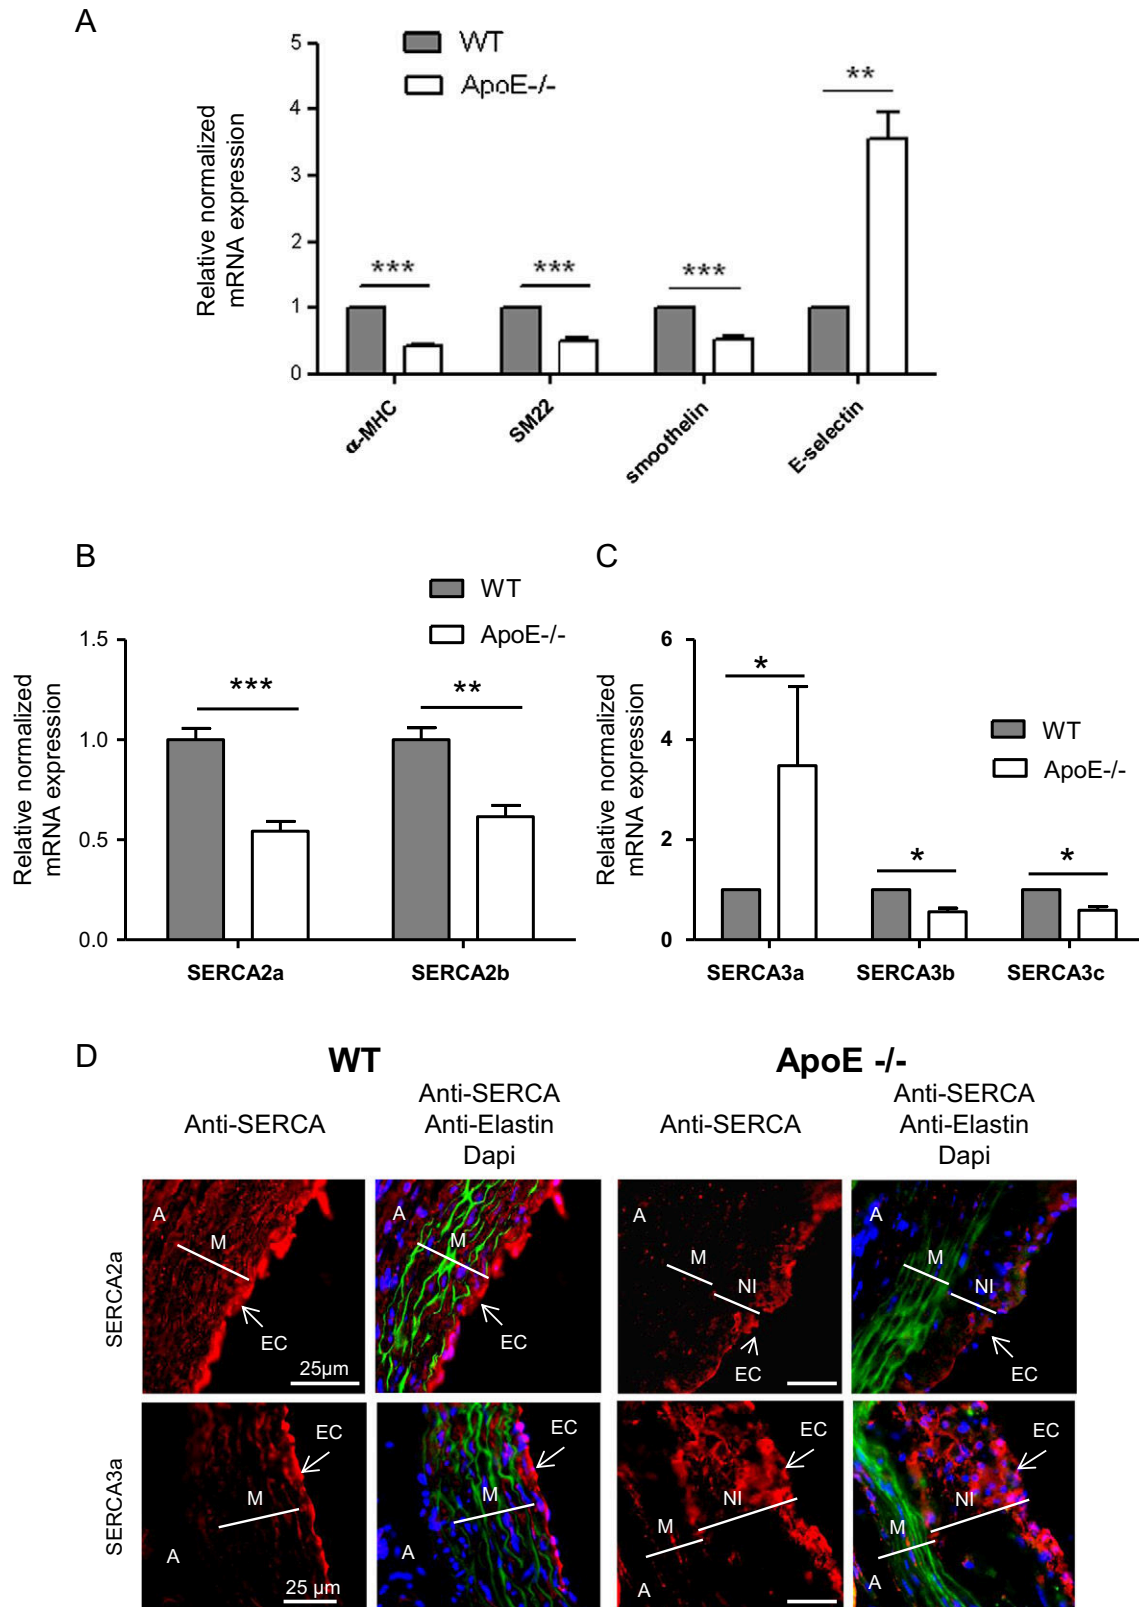 A
WT
ApoE-/-
Relative normalized
mRNA expression
5
4
3
2
1
0
***
***
***
**
α-MHC
SM22
smoothelin
E-selectin
B
WT
ApoE-/-
Relative normalized
mRNA expression
1.5
1.0
0.5
0.0
***
**
SERCA2a
SERCA2b
C
WT
ApoE-/-
Relative normalized
mRNA expression
6
4
2
0
*
*
*
SERCA3a
SERCA3b
SERCA3c
D
WT
ApoE -/-
Anti-SERCA
Anti-SERCA
Anti-Elastin
Dapi
Anti-SERCA
Anti-SERCA
Anti-Elastin
Dapi
SERCA2a
A
M
EC
25μm
A
M
EC
A
M
NI
EC
A
M
NI
EC
SERCA3a
EC
M
A
25 μm
EC
M
A
EC
NI
M
A
EC
NI
M
A